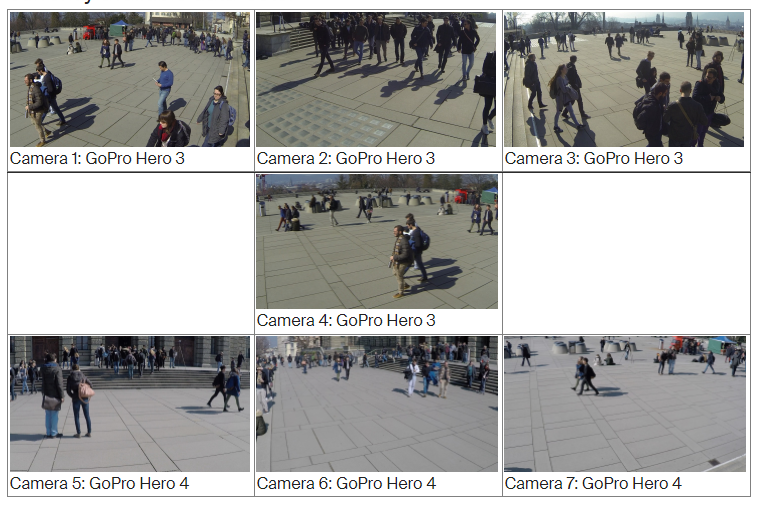 Camera 1: GoPro Hero 3
Camera 2: GoPro Hero 3
Camera 3: GoPro Hero 3
Camera 4: GoPro Hero 3
Camera 5: GoPro Hero 4
Camera 6: GoPro Hero 4
Camera 7: GoPro Hero 4